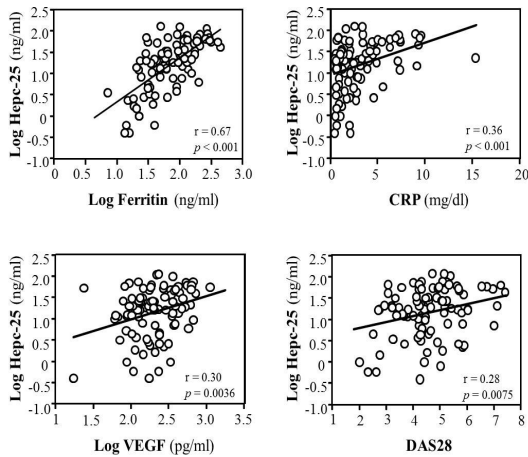 Log Hepc-25 (ng/ml)
2.5
2.0
1.5
1.0
0.5
0
-0.5
-1.0
r = 0.67
p < 0.001
0 0.5 1.0 1.5 2.0 2.5 3.0
Log Ferritin (ng/ml)
Log Hepc-25 (ng/ml)
2.5
2.0
1.5
1.0
0.5
0
-0.5
-1.0
r = 0.36
p < 0.001
0 5 10 15 20
CRP (mg/dl)
Log Hepc-25 (ng/ml)
2.5
2.0
1.5
1.0
0.5
0
-0.5
-1.0
r = 0.30
p = 0.0036
1 1.5 2.0 2.5 3.0 3.5
Log VEGF (pg/ml)
Log Hepc-25 (ng/ml)
2.5
2.0
1.5
1.0
0.5
0
-0.5
-1.0
r = 0.28
p = 0.0075
1 2 3 4 5 6 7 8
DAS28